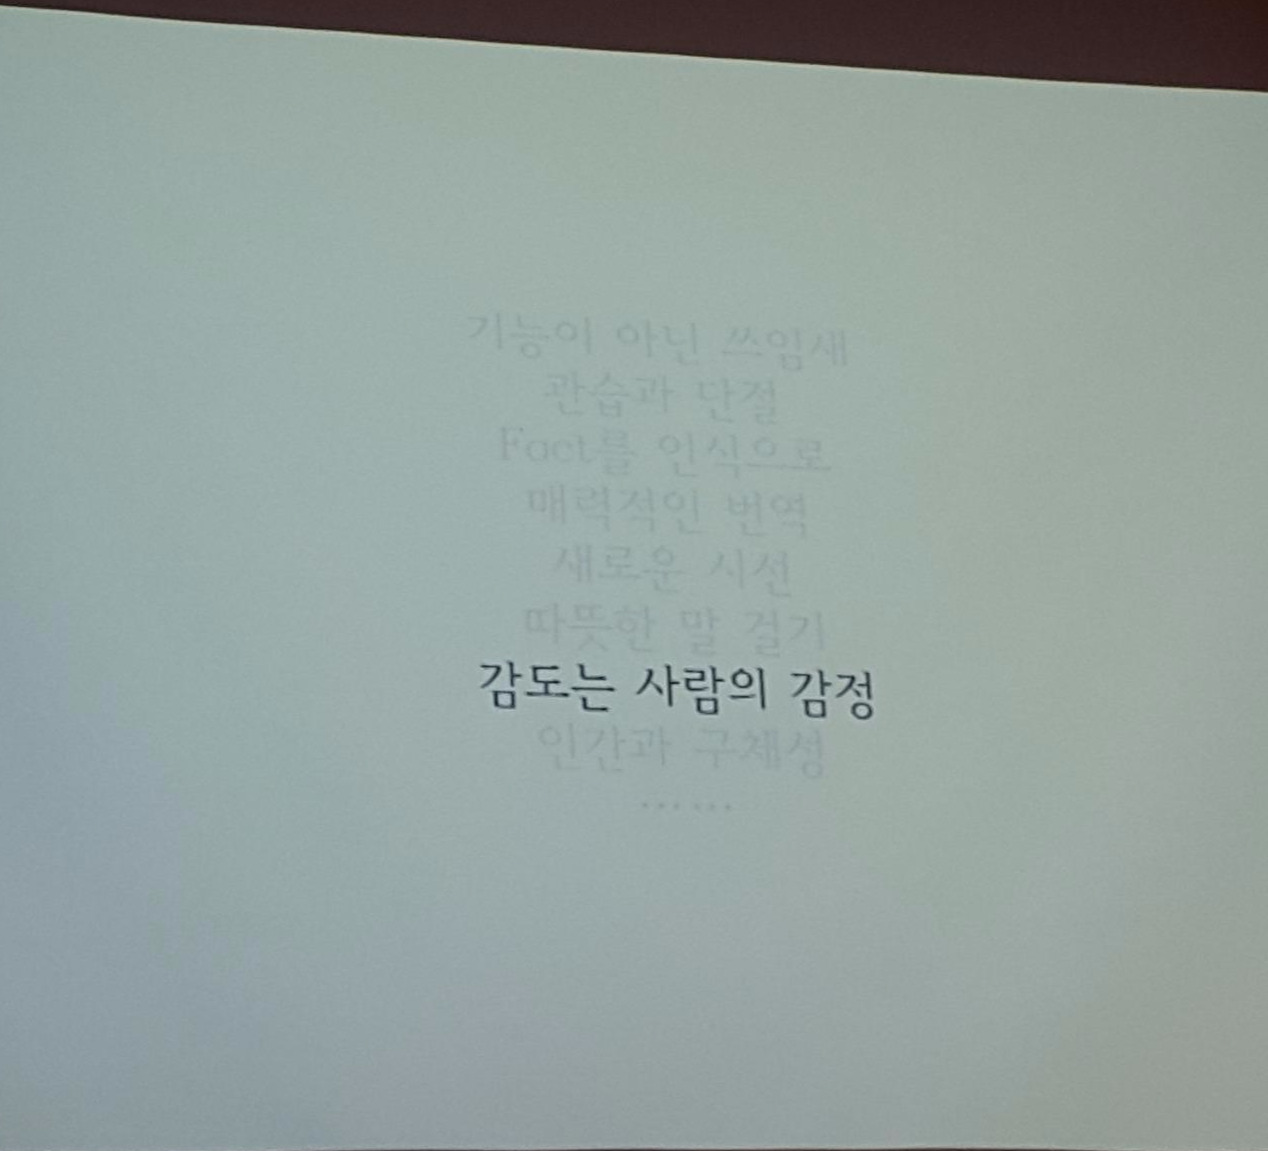 기능이 아닌 쓰임새
관습과 단절
Fact를 인식으로
매력적인 번역
새로운 시선
따뜻한 말 걸기
감도는 사람의 감정
인간과 구체성
……